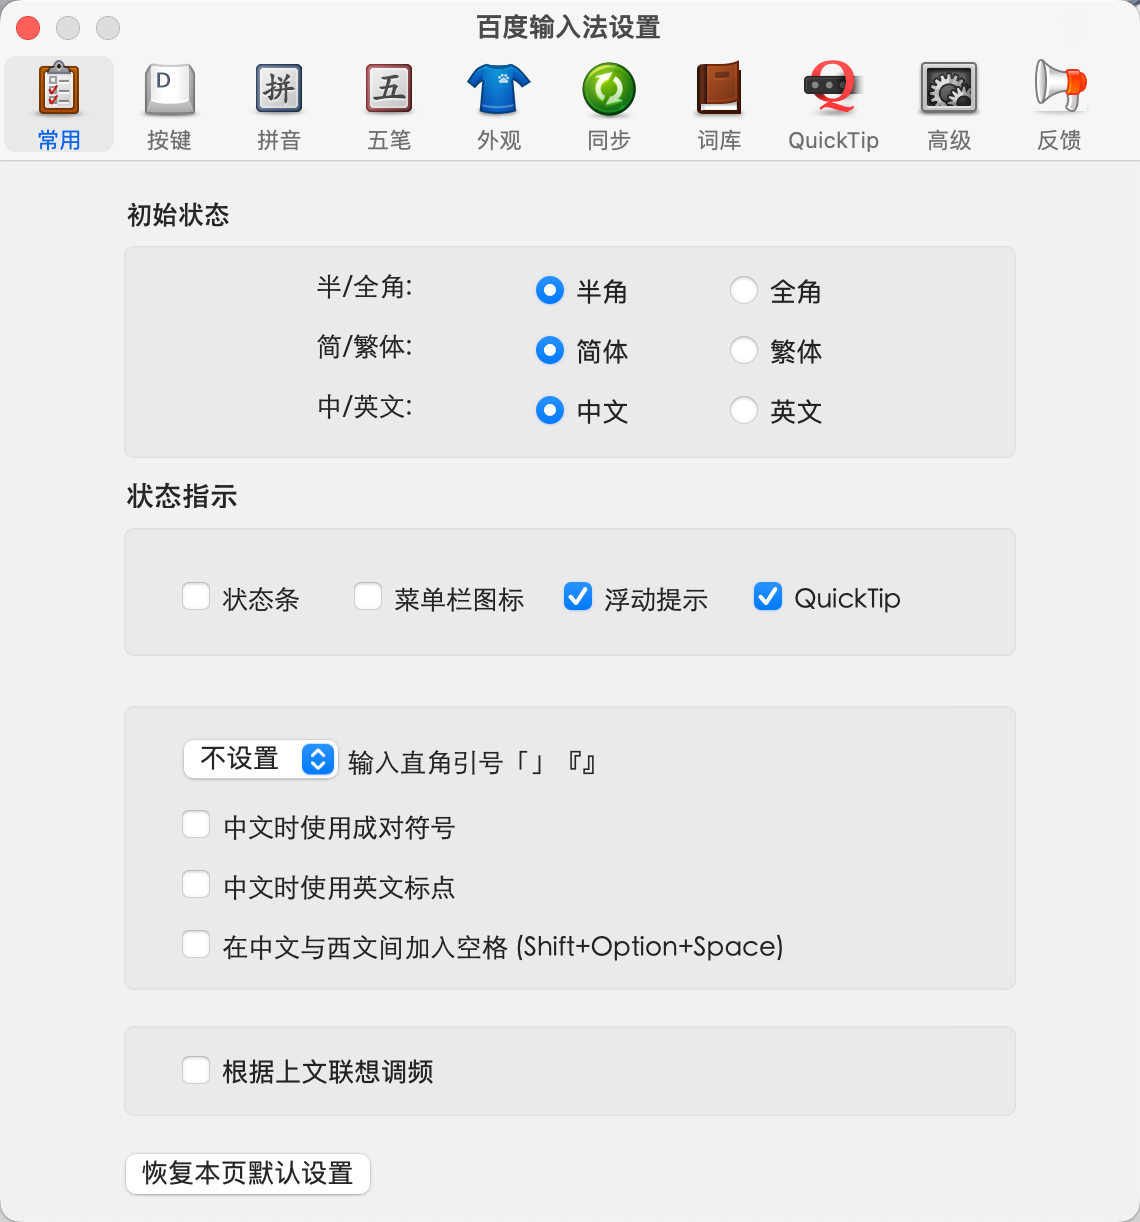 百度输入法设置
D 拼 五 Q
常用 按键 拼音 五笔 外观 同步 词库 QuickTip 高级 反馈
初始状态
半/全角: 半角 全角
简/繁体: 简体 繁体
中/英文: 中文 英文
状态指示
状态条 菜单栏图标 浮动提示 QuickTip
不设置 输入直角引号「」『』
中文时使用成对符号
中文时使用英文标点
在中文与西文间加入空格 (Shift+Option+Space)
根据上文联想调频
恢复本页默认设置